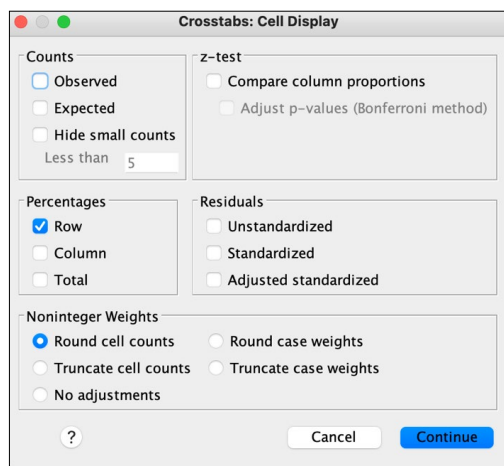 Crosstabs: Cell Display
Counts
Observed
Expected
Hide small counts
Less than 5
z-test
Compare column proportions
Adjust p-values (Bonferroni method)
Percentages
Row
Column
Total
Residuals
Unstandardized
Standardized
Adjusted standardized
Noninteger Weights
Round cell counts
Round case weights
Truncate cell counts
Truncate case weights
No adjustments
?
Cancel
Continue